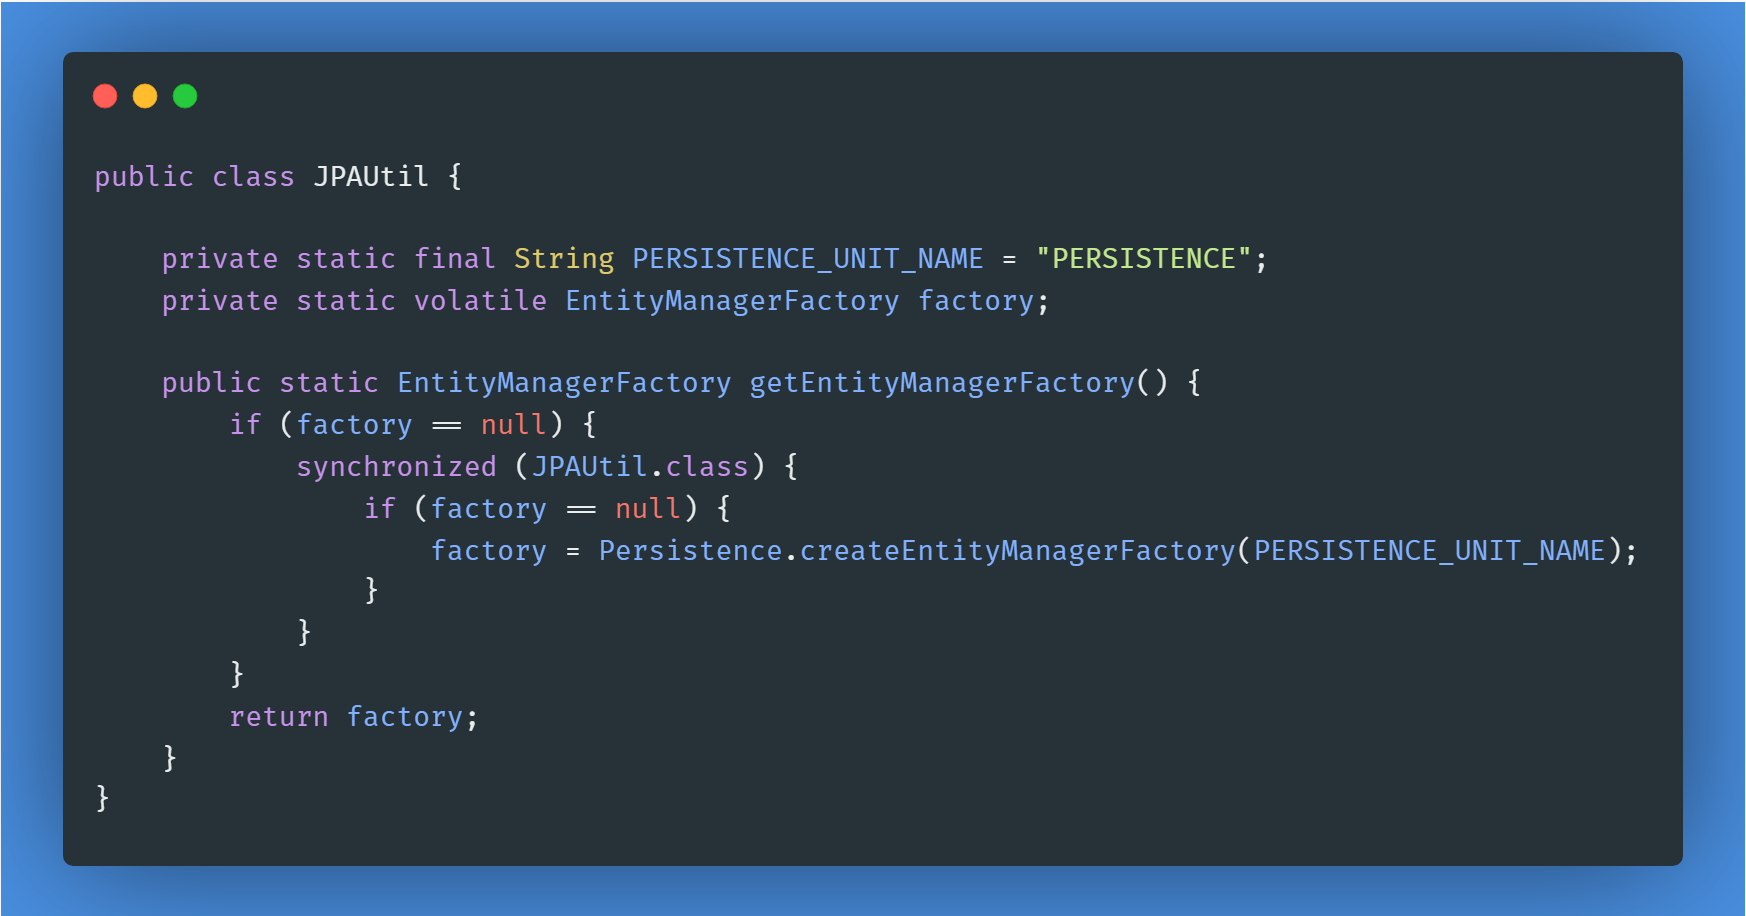 public class JPAUtil {
    private static final String PERSISTENCE_UNIT_NAME = "PERSISTENCE";
    private static volatile EntityManagerFactory factory;
    public static EntityManagerFactory getEntityManagerFactory() {
        if (factory == null) {
            synchronized (JPAUtil.class) {
                if (factory == null) {
                    factory = Persistence.createEntityManagerFactory(PERSISTENCE_UNIT_NAME);
                }
            }
        }
        return factory;
    }
}